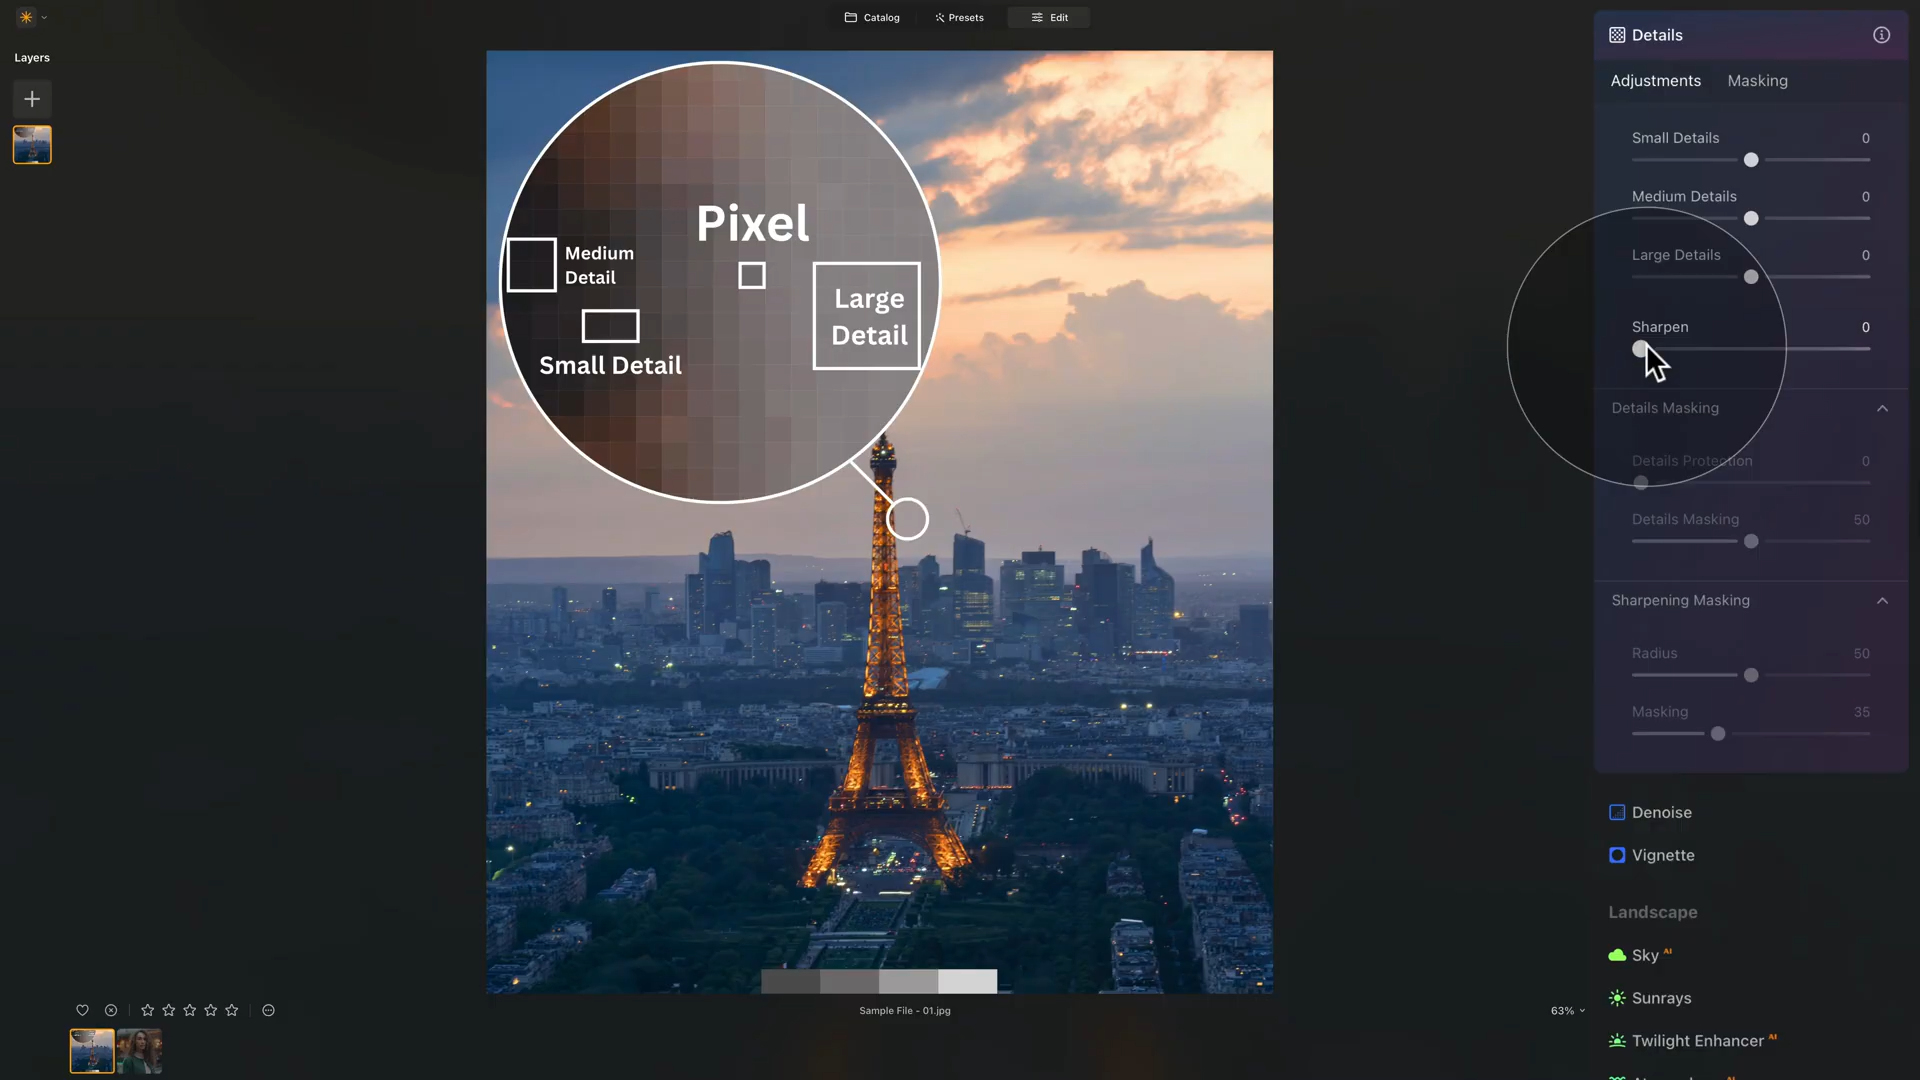 Catalog
Presets
Edit
Layers
Pixel
Medium
Detail
Small Detail
Large
Detail
Sample File - 01.jpg
63%
Details
Adjustments Masking
Small Details 0
Medium Details 0
Large Details 0
Sharpen 0
Details Masking
Details Protection 0
Details Masking 50
Sharpening Masking
Radius 50
Masking 35
Denoise
Vignette
Landscape
Sky AI
Sunrays
Twilight Enhancer AI